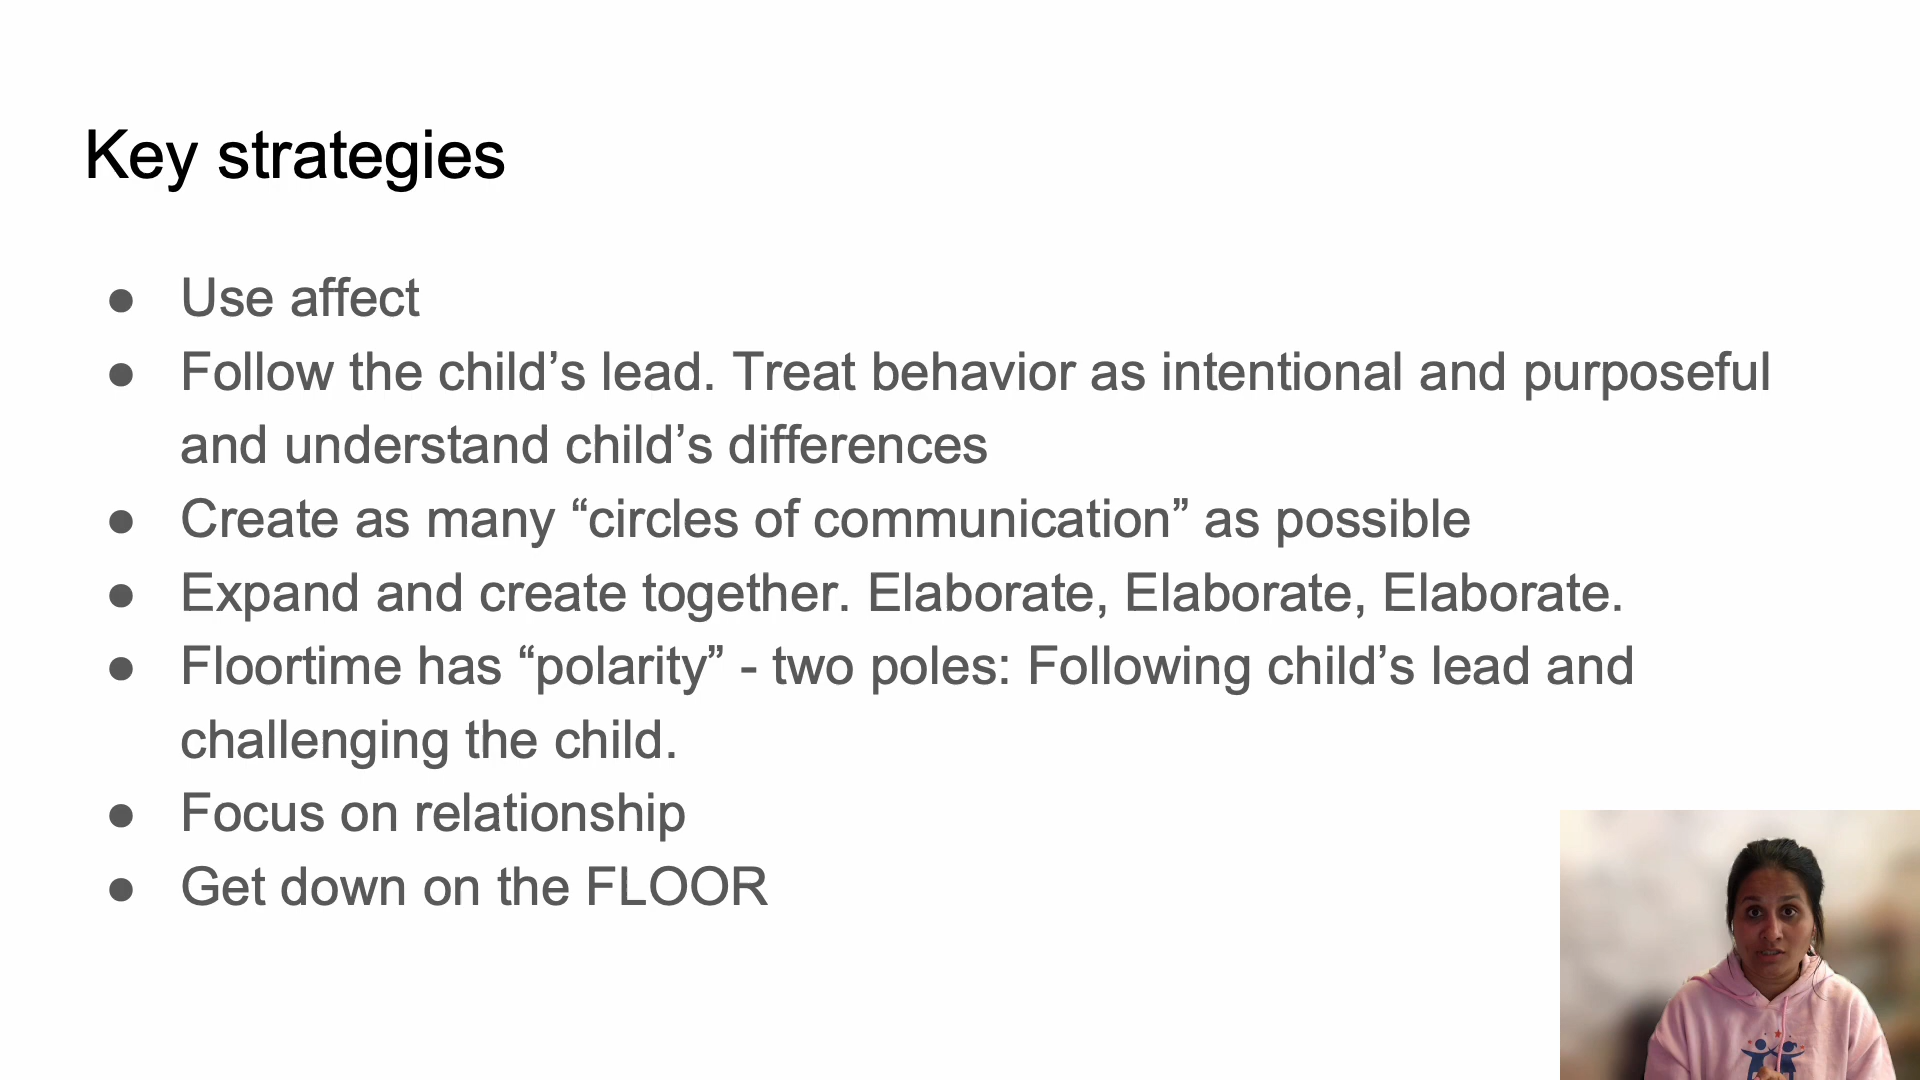 Key strategies
● Use affect
● Follow the child’s lead. Treat behavior as intentional and purposeful
and understand child’s differences
● Create as many “circles of communication” as possible
● Expand and create together. Elaborate, Elaborate, Elaborate.
● Floortime has “polarity” - two poles: Following child’s lead and
challenging the child.
● Focus on relationship
● Get down on the FLOOR